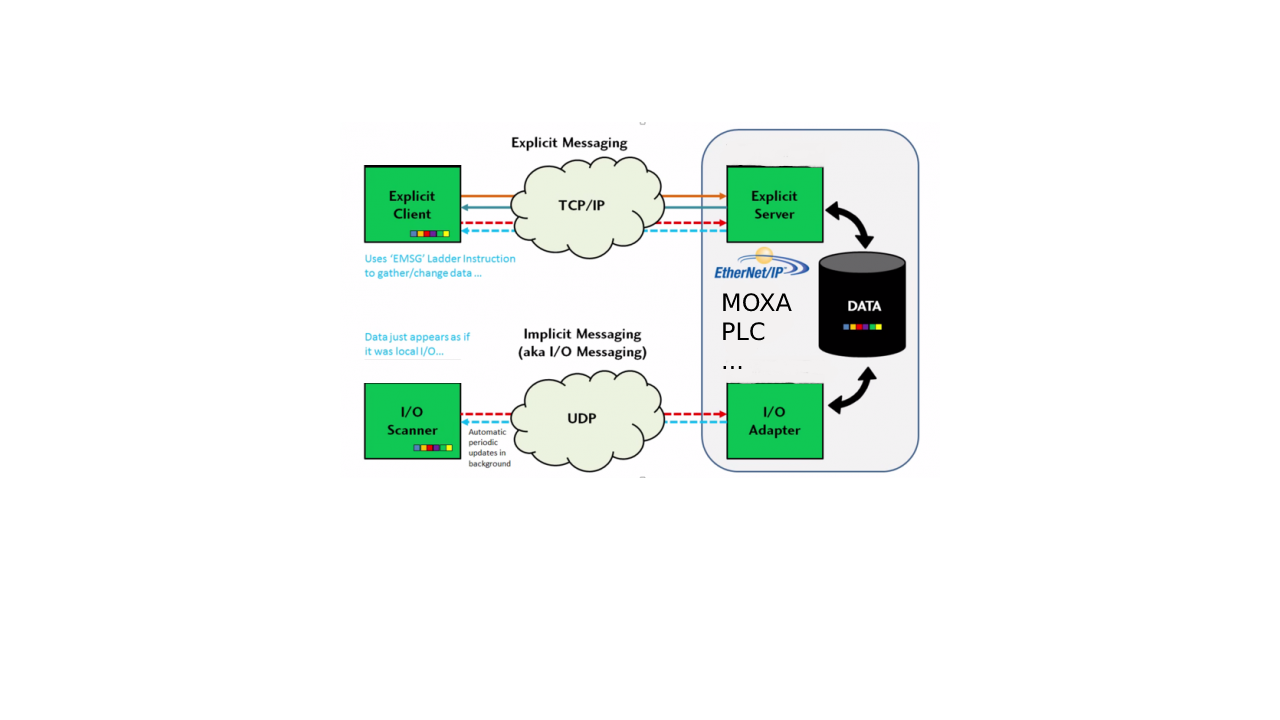 Explicit Messaging
Explicit
Client
TCP/IP
Explicit
Server
Uses ‘EMSG’ Ladder Instruction
to gather/change data ...
EtherNet/IP™
MOXA
PLC
...
DATA
Data just appears as if
it was local I/O...
Implicit Messaging
(aka I/O Messaging)
I/O
Scanner
Automatic
periodic
updates in
background
UDP
I/O
Adapter